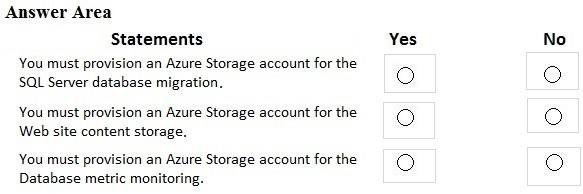 Answer Area
Statements Yes No
You must provision an Azure Storage account for the
SQL Server database migration.
You must provision an Azure Storage account for the
Web site content storage.
You must provision an Azure Storage account for the
Database metric monitoring.